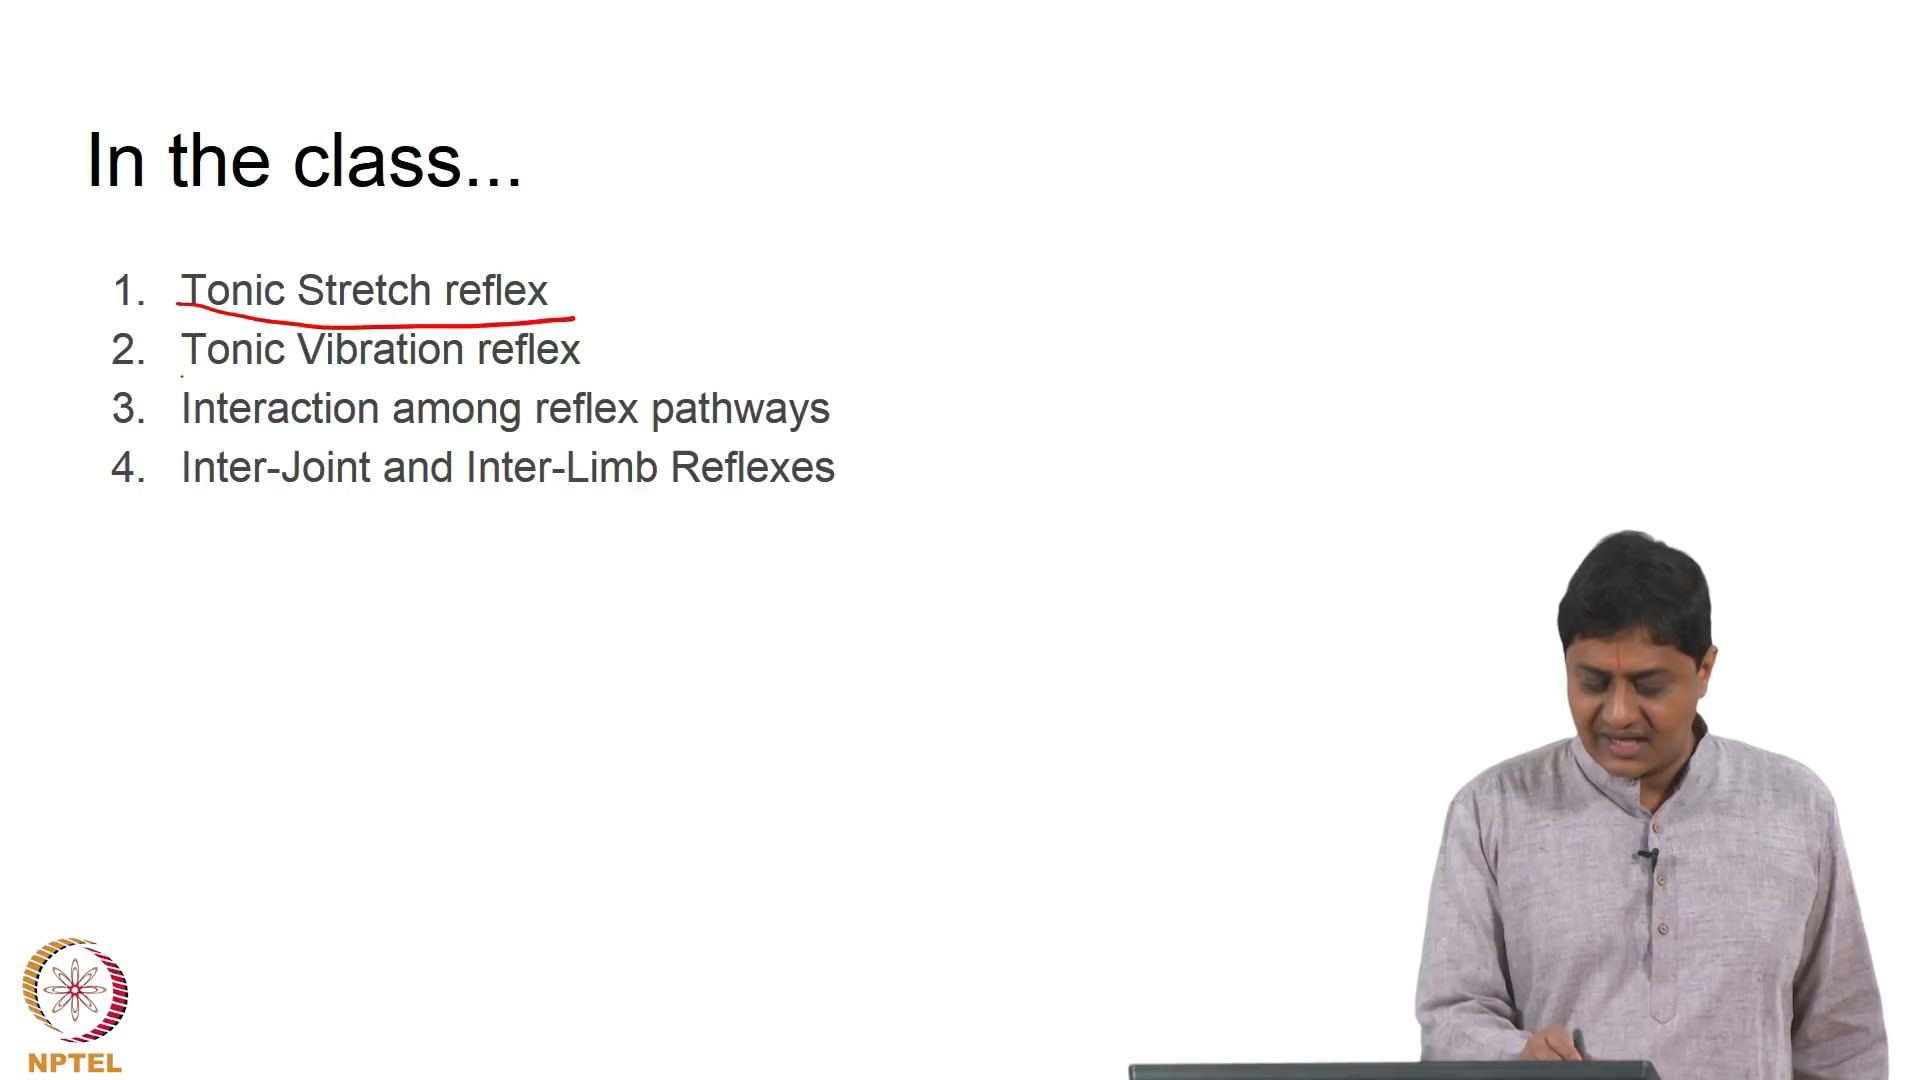 In the class...
1. Tonic Stretch reflex
2. Tonic Vibration reflex
3. Interaction among reflex pathways
4. Inter-Joint and Inter-Limb Reflexes
NPTEL